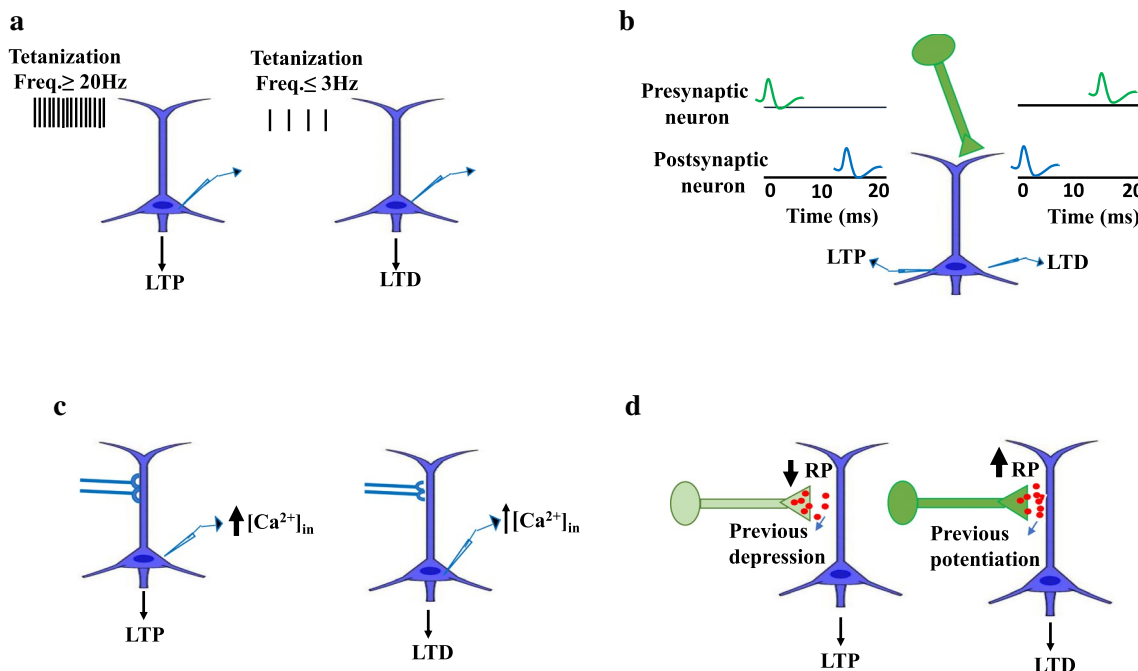 a
Tetanization
Freq.≥ 20Hz
Tetanization
Freq.≤ 3Hz
LTP
LTD
b
Presynaptic
neuron
Postsynaptic
neuron
0 10 20
Time (ms)
0 10 20
Time (ms)
LTP
LTD
c
[Ca²⁺]in
LTP
[Ca²⁺]in
LTD
d
RP
Previous
depression
LTP
RP
Previous
potentiation
LTD